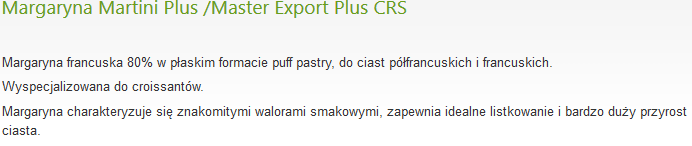 Margaryna Martini Plus /Master Export Plus CRS
Margaryna francuska 80% w płaskim formacie puff pastry, do ciast półfrancuskich i francuskich.
Wyspecjalizowana do croissantów.
Margaryna charakteryzuje się znakomitymi walorami smakowymi, zapewnia idealne listkowanie i bardzo duży przyrost
ciasta.